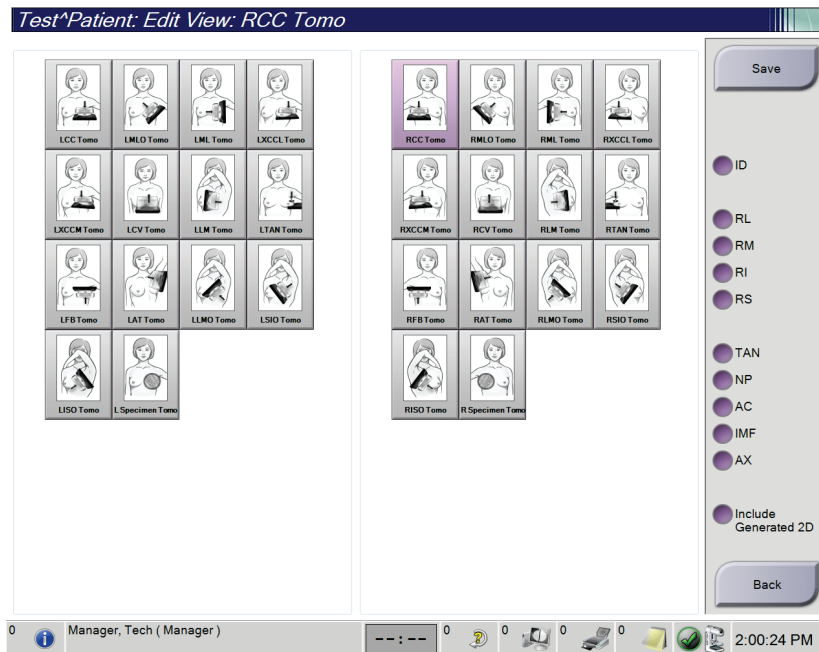 Test^Patient: Edit View: RCC Tomo
LCC Tomo LMLO Tomo LML Tomo LXCCL Tomo
LXCCM Tomo LCV Tomo LLM Tomo LTAN Tomo
LFB Tomo LAT Tomo LLMO Tomo LSIO Tomo
LISO Tomo L Specimen Tomo
RCC Tomo RMLO Tomo RML Tomo RXCCL Tomo
RXCCM Tomo RCV Tomo RLM Tomo RTAN Tomo
RFB Tomo RAT Tomo RLMO Tomo RSIO Tomo
RISO Tomo R Specimen Tomo
Save
ID
RL
RM
RI
RS
TAN
NP
AC
IMF
AX
Include
Generated 2D
Back
0 Manager, Tech ( Manager ) --:-- 0 0 0 0 2:00:24 PM